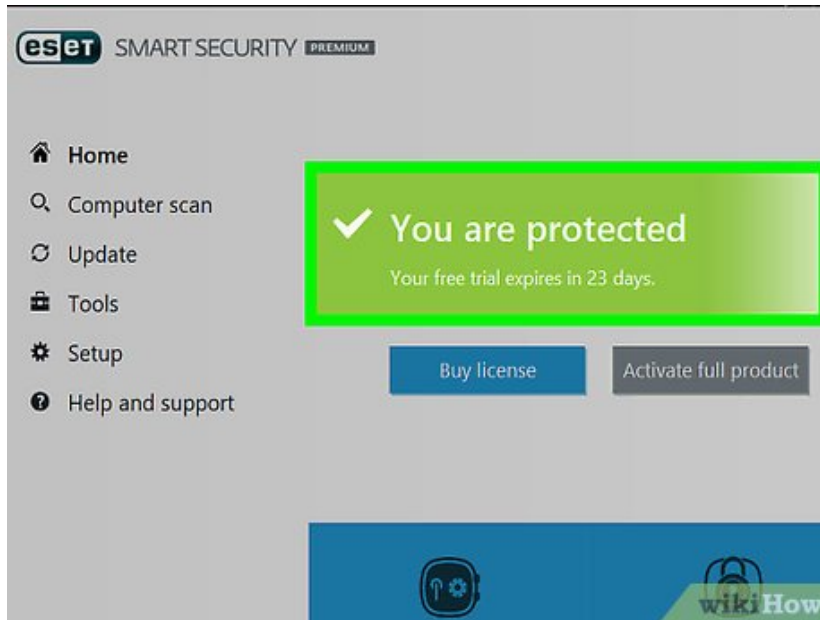 eset SMART SECURITY PREMIUM
Home
Computer scan
Update
Tools
Setup
Help and support
You are protected
Your free trial expires in 23 days.
Buy license
Activate full product
wikiHow